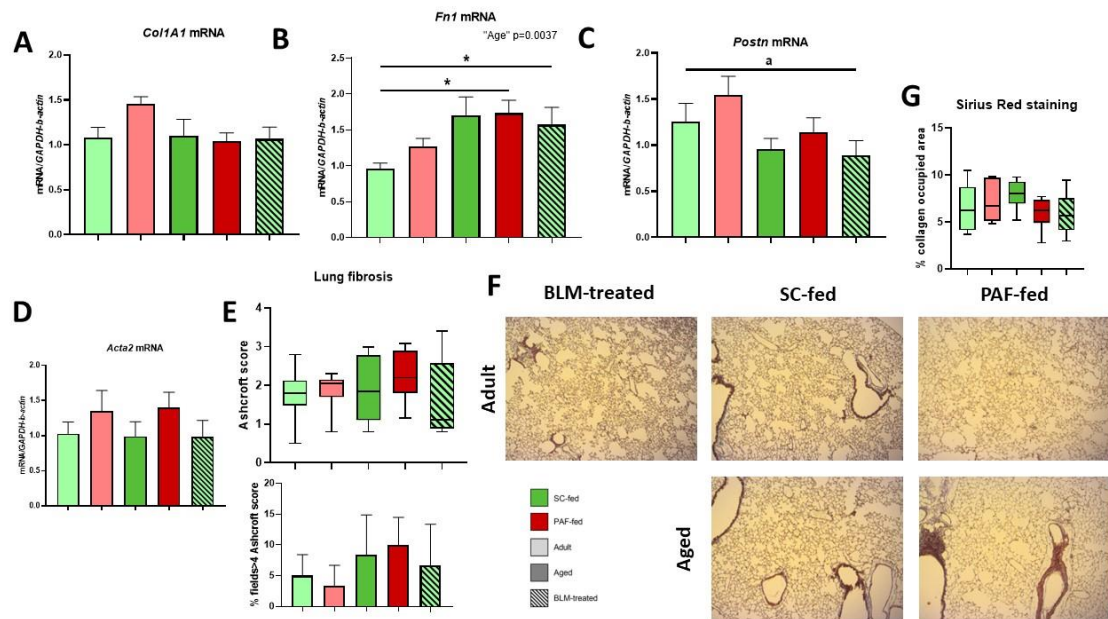 A
Col1A1 mRNA
mRNA/GAPDH-b-actin
2.0
1.5
1.0
0.5
0.0
B
Fn1 mRNA
"Age" p=0.0037
mRNA/GAPDH-b-actin
2.5
2.0
1.5
1.0
0.5
0.0
*
*
C
Postn mRNA
mRNA/GAPDH-b-actin
2.0
1.5
1.0
0.5
0.0
a
G
Sirius Red staining
% collagen occupied area
15
10
5
0
D
Acta2 mRNA
mRNA/GAPDH-b-actin
2.0
1.5
1.0
0.5
0.0
E
Lung fibrosis
Ashcroft score
4
3
2
1
0
% fields>4 Ashcroft score
20
15
10
5
0
SC-fed
PAF-fed
Adult
Aged
BLM-treated
F
BLM-treated
SC-fed
PAF-fed
Adult
Aged